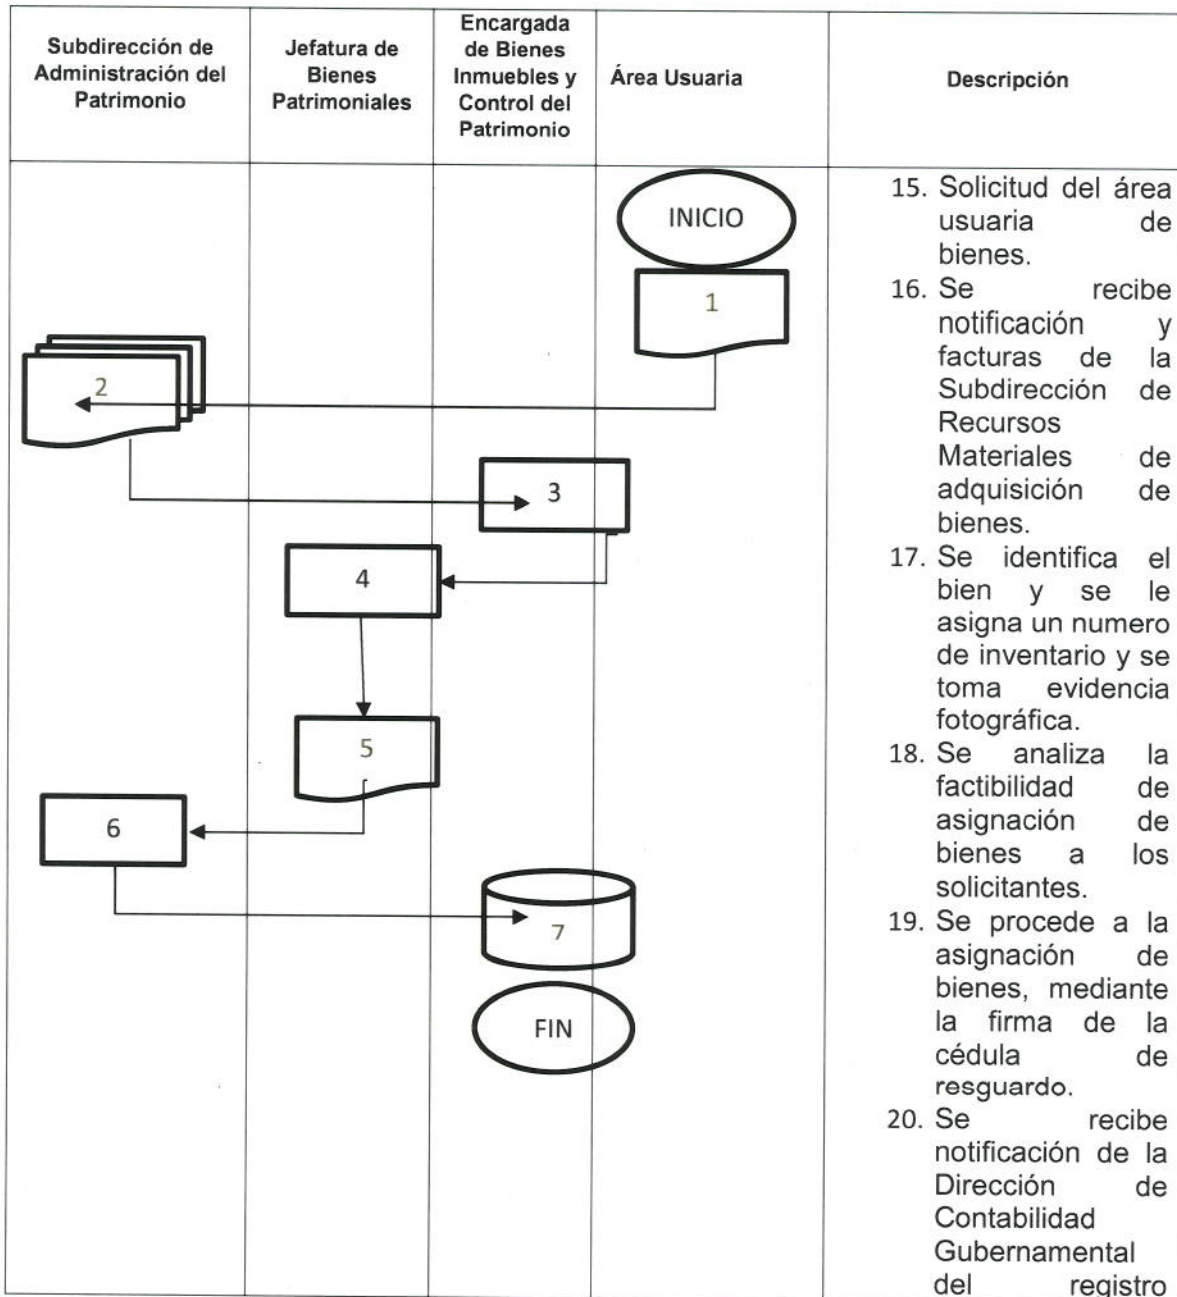 Subdirección de
Administración del
Patrimonio
Jefatura de
Bienes
Patrimoniales
Encargada
de Bienes
Inmuebles y
Control del
Patrimonio
Área Usuaria
Descripción
INICIO
1
2
3
4
5
6
7
FIN
15. Solicitud del área
usuaria de
bienes.
16. Se recibe
notificación y
facturas de la
Subdirección de
Recursos
Materiales de
adquisición de
bienes.
17. Se identifica el
bien y se le
asigna un numero
de inventario y se
toma evidencia
fotográfica.
18. Se analiza la
factibilidad de
asignación de
bienes a los
solicitantes.
19. Se procede a la
asignación de
bienes, mediante
la firma de la
cédula de
resguardo.
20. Se recibe
notificación de la
Dirección de
Contabilidad
Gubernamental
del registro